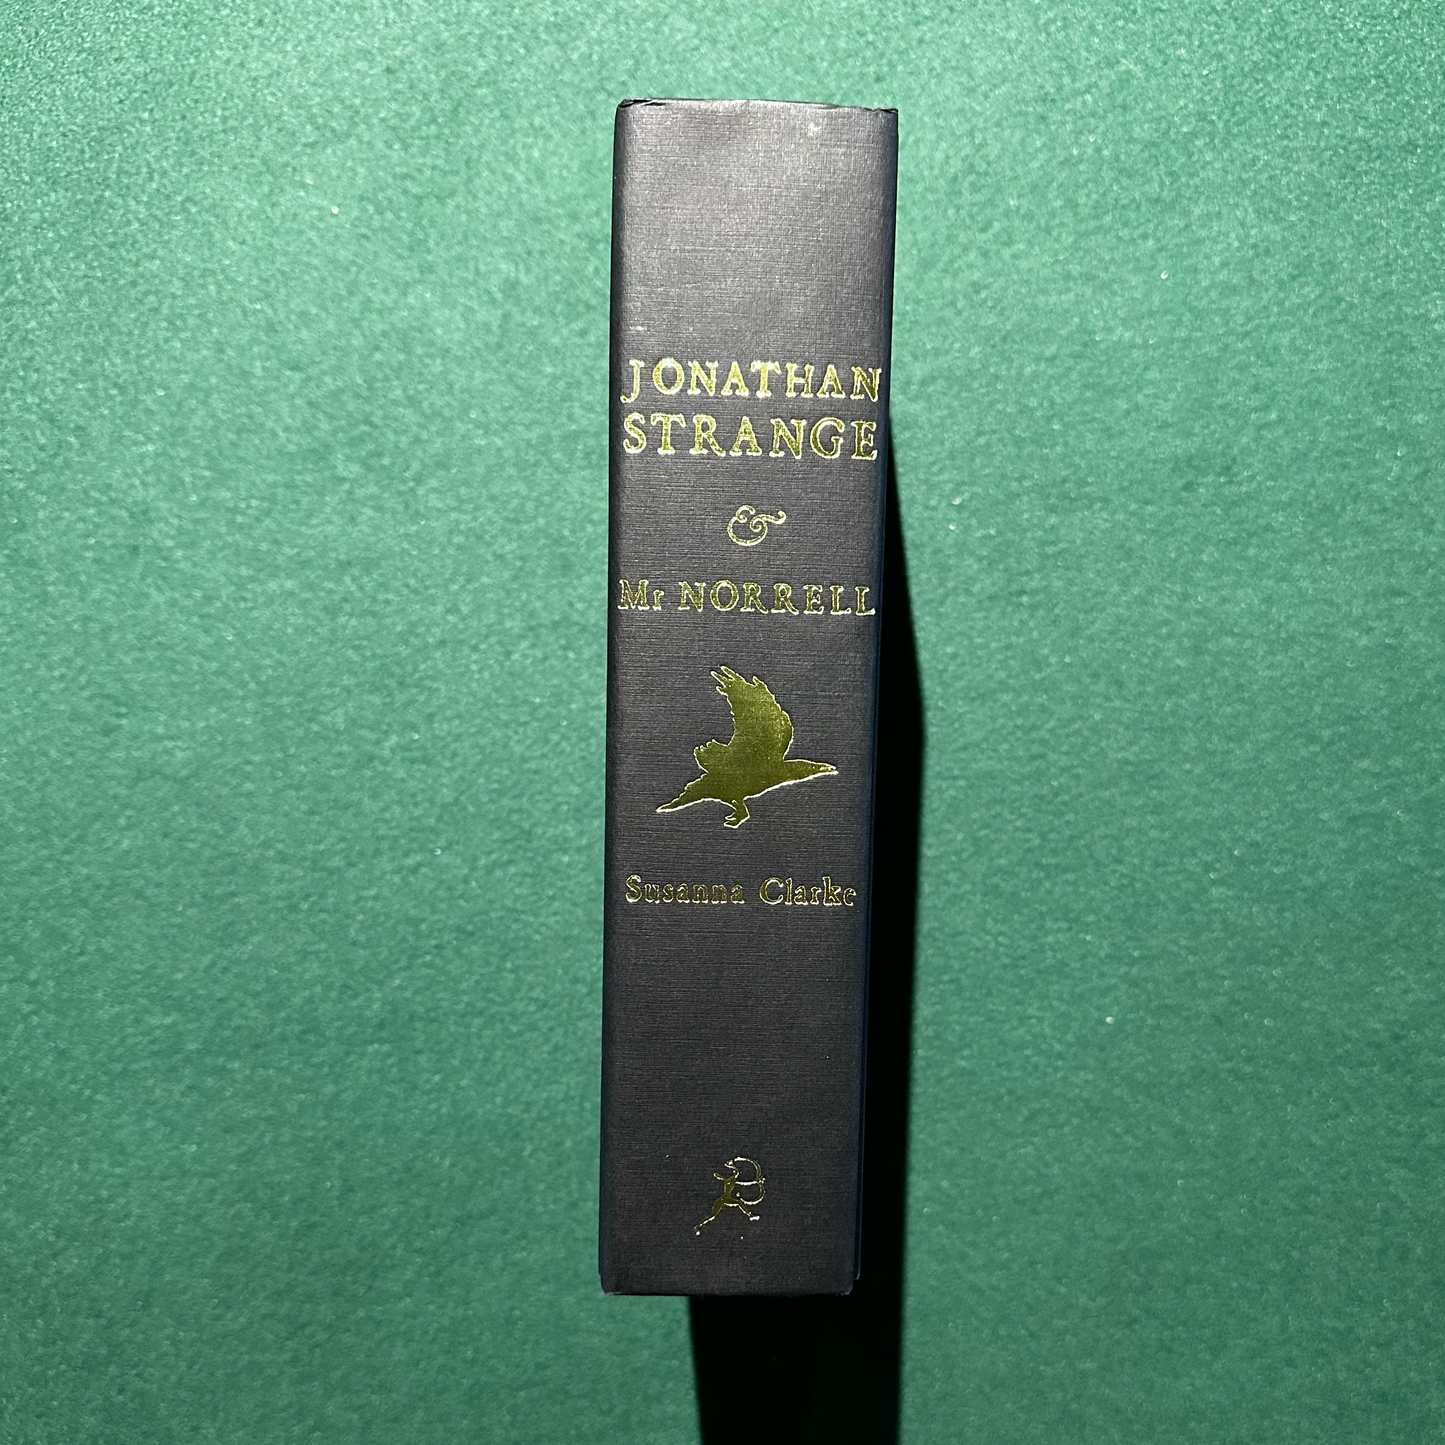 JONATHAN
STRANGE
&
Mr NORRELL
Susanna Clarke